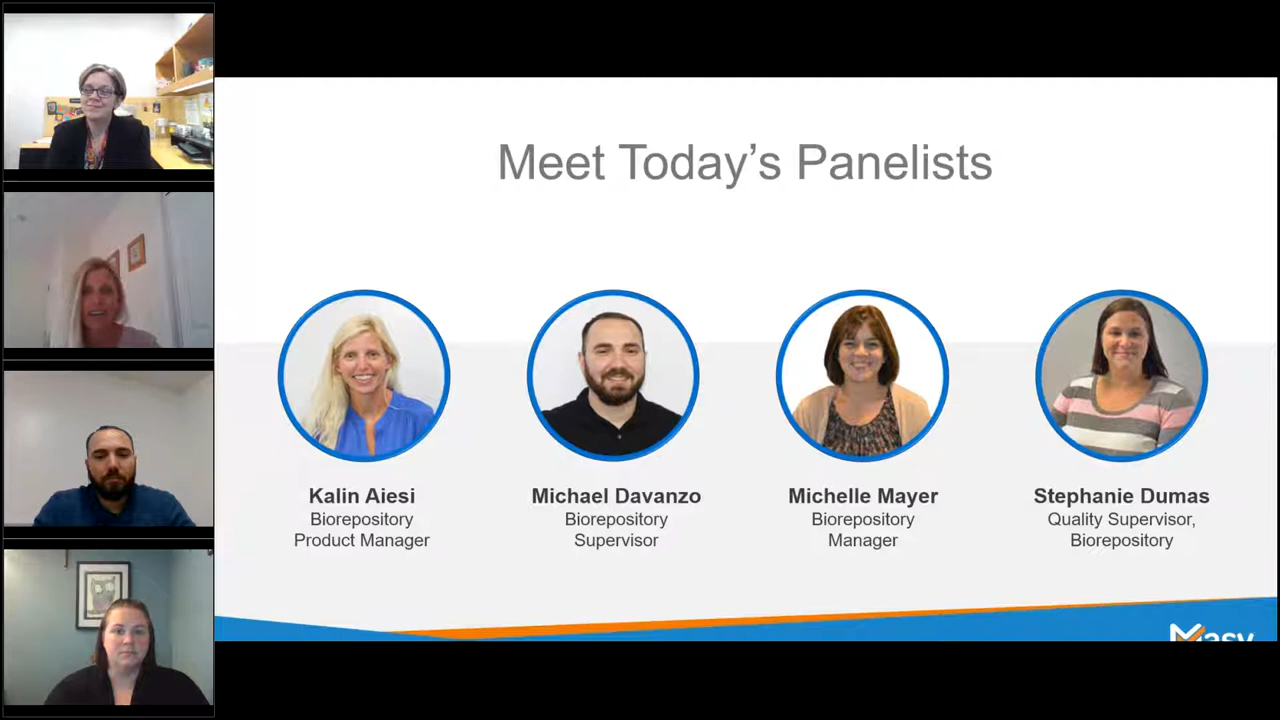 Meet Today's Panelists
Kalin Aiesi
Biorepository
Product Manager
Michael Davanzo
Biorepository
Supervisor
Michelle Mayer
Biorepository
Manager
Stephanie Dumas
Quality Supervisor,
Biorepository
Masy